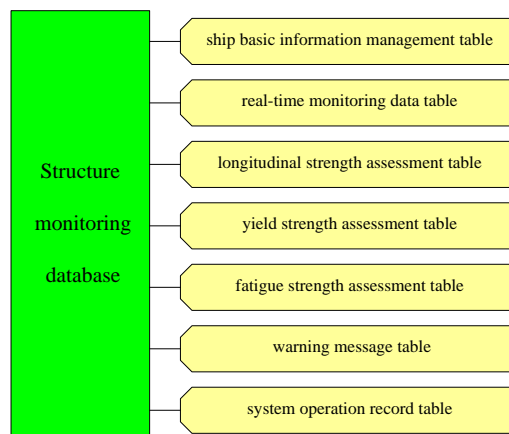 Structure
monitoring
database
ship basic information management table
real-time monitoring data table
longitudinal strength assessment table
yield strength assessment table
fatigue strength assessment table
warning message table
system operation record table